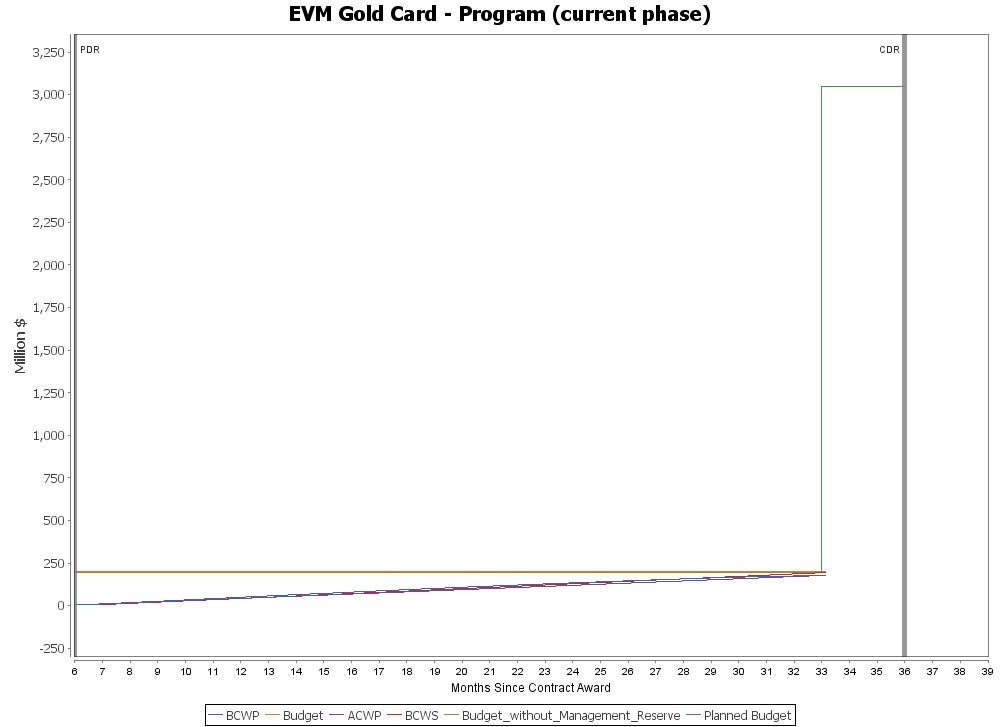 EVM Gold Card - Program (current phase)
PDR
CDR
3,250
3,000
2,750
2,500
2,250
2,000
1,750
1,500
1,250
1,000
750
500
250
0
-250
Million $
6 7 8 9 10 11 12 13 14 15 16 17 18 19 20 21 22 23 24 25 26 27 28 29 30 31 32 33 34 35 36 37 38 39
Months Since Contract Award
BCWP Budget ACWP BCWS Budget_without_Management_Reserve Planned Budget